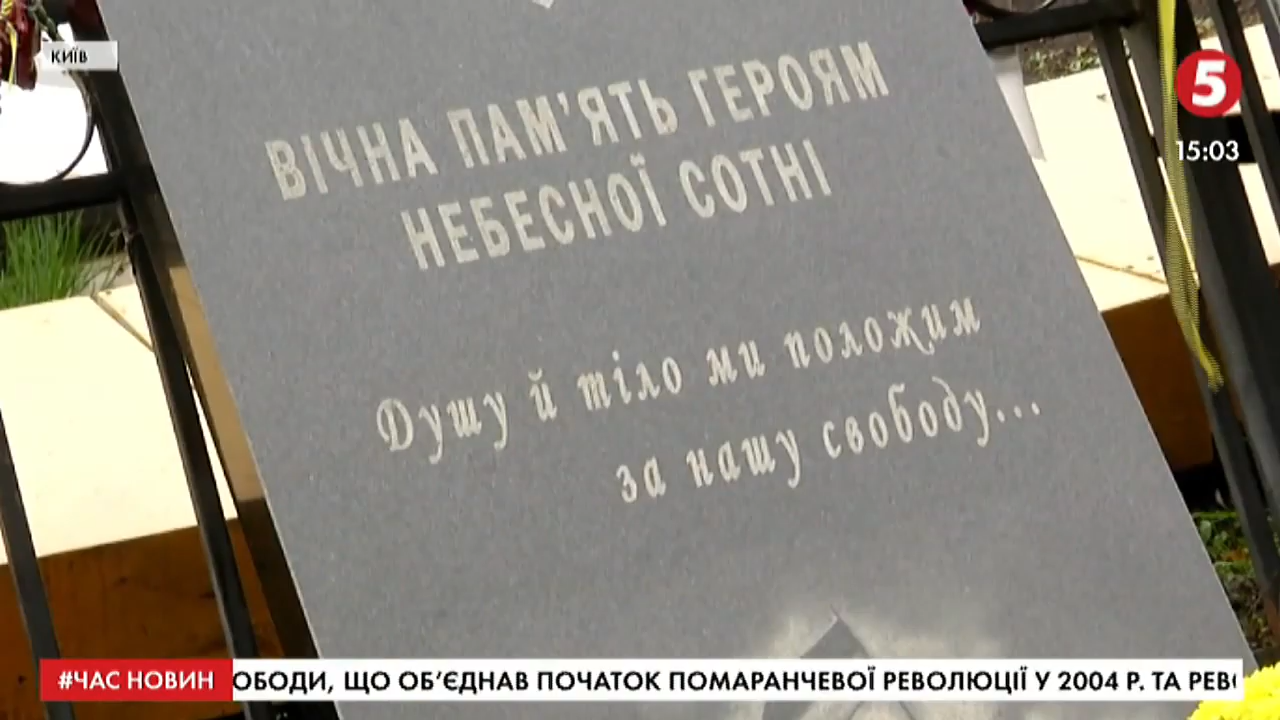 КИЇВ
5
15:03
ВІЧНА ПАМ'ЯТЬ ГЕРОЯМ
НЕБЕСНОЇ СОТНІ
Душу й тіло ми положим
за нашу свободу...
#ЧАС НОВИН
ОБОДИ, ЩО ОБ'ЄДНАВ ПОЧАТОК ПОМАРАНЧЕВОЇ РЕВОЛЮЦІЇ У 2004 Р. ТА РЕВ